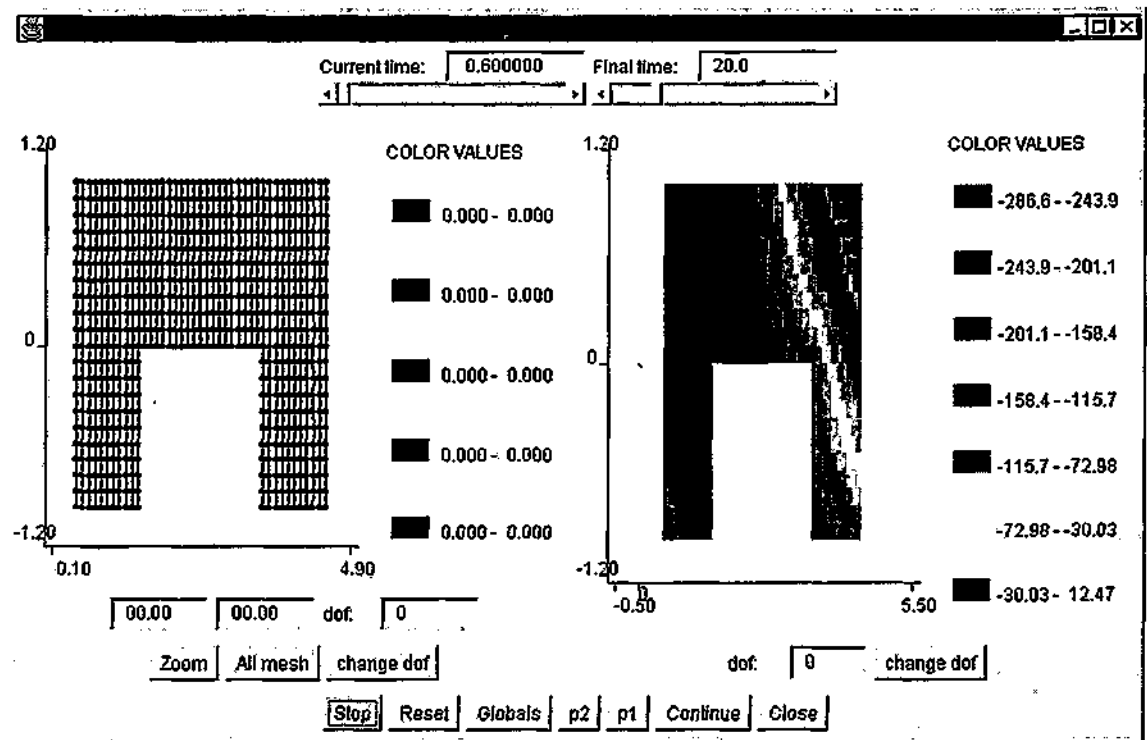 Current time: 0.600000 Final time: 20.0
1.20
COLOR VALUES
0.000 - 0.000
0.000 - 0.000
0.000 - 0.000
0.000 - 0.000
0.000 - 0.000
0
-1.20
0.10 4.90
1.20
COLOR VALUES
-286.6 - -243.9
-243.9 - -201.1
-201.1 - -158.4
-158.4 - -115.7
-115.7 - -72.98
-72.98 - -30.03
-30.03 - 12.47
0
-1.20
0
-0.50 5.50
00.00 00.00 dof: 0
Zoom All mesh change dof
dof: 0 change dof
Stop Reset Globals p2 p1 Continue Close